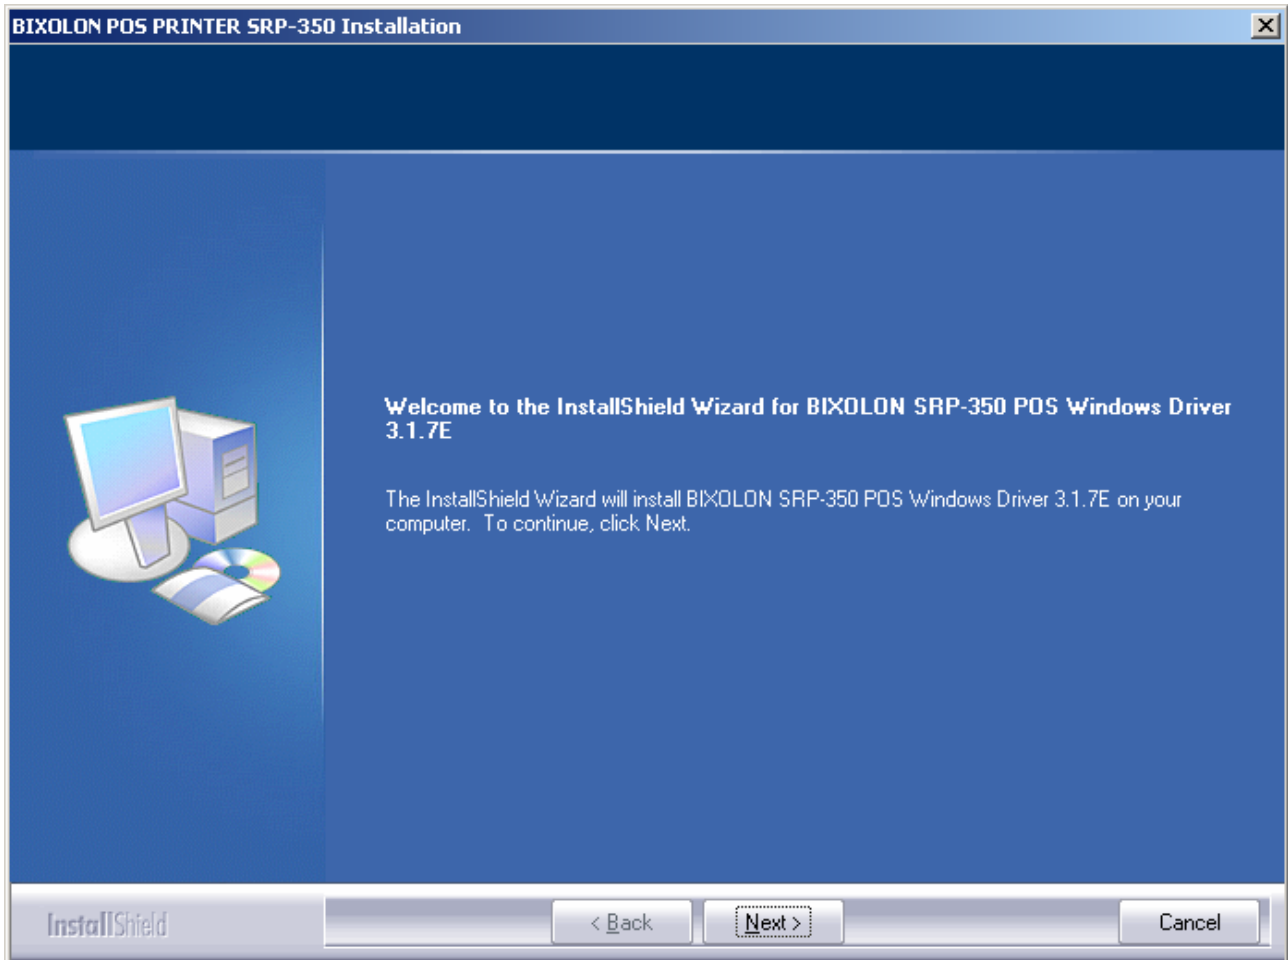 BIXOLON POS PRINTER SRP-350 Installation
Welcome to the InstallShield Wizard for BIXOLON SRP-350 POS Windows Driver
3.1.7E
The InstallShield Wizard will install BIXOLON SRP-350 POS Windows Driver 3.1.7E on your
computer. To continue, click Next.
InstallShield
< Back
Next >
Cancel